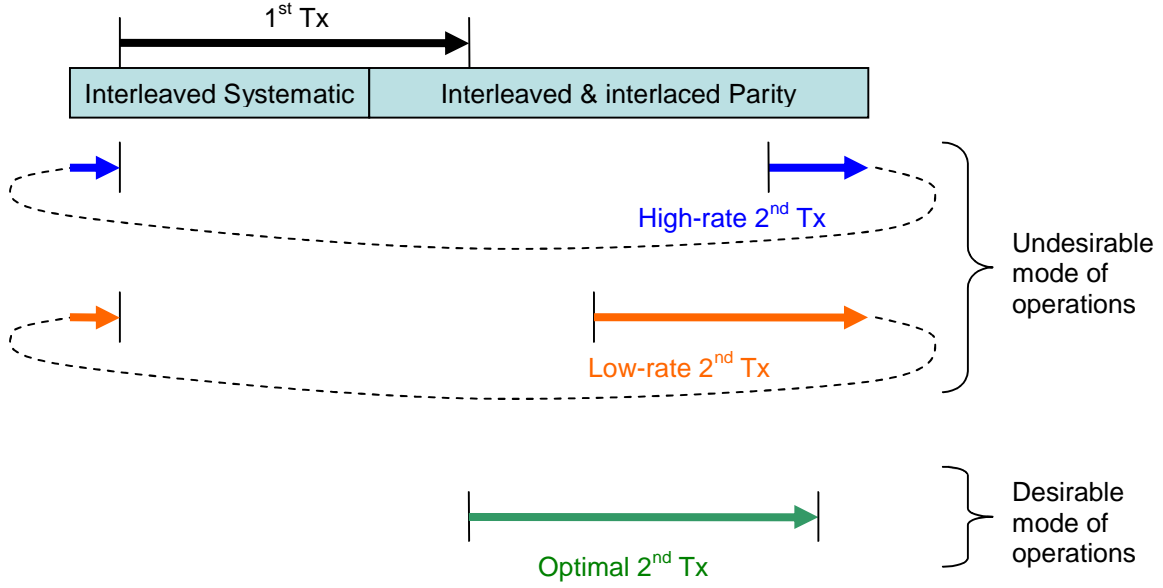 1st Tx
Interleaved Systematic
Interleaved & interlaced Parity
High-rate 2nd Tx
Low-rate 2nd Tx
Undesirable
mode of
operations
Optimal 2nd Tx
Desirable
mode of
operations